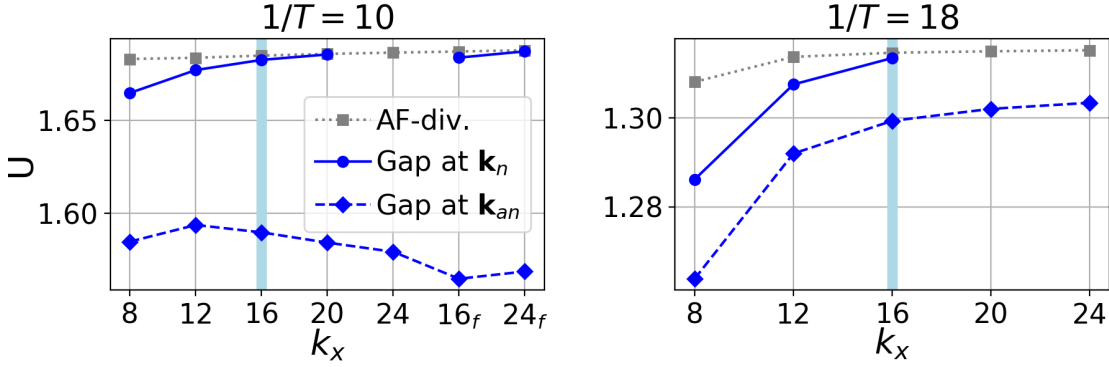 1/T = 10
U
1.65
1.60
AF-div.
Gap at k_n
Gap at k_an
8 12 16 20 24 16_f 24_f
k_x
1/T = 18
1.30
1.28
8 12 16 20 24
k_x